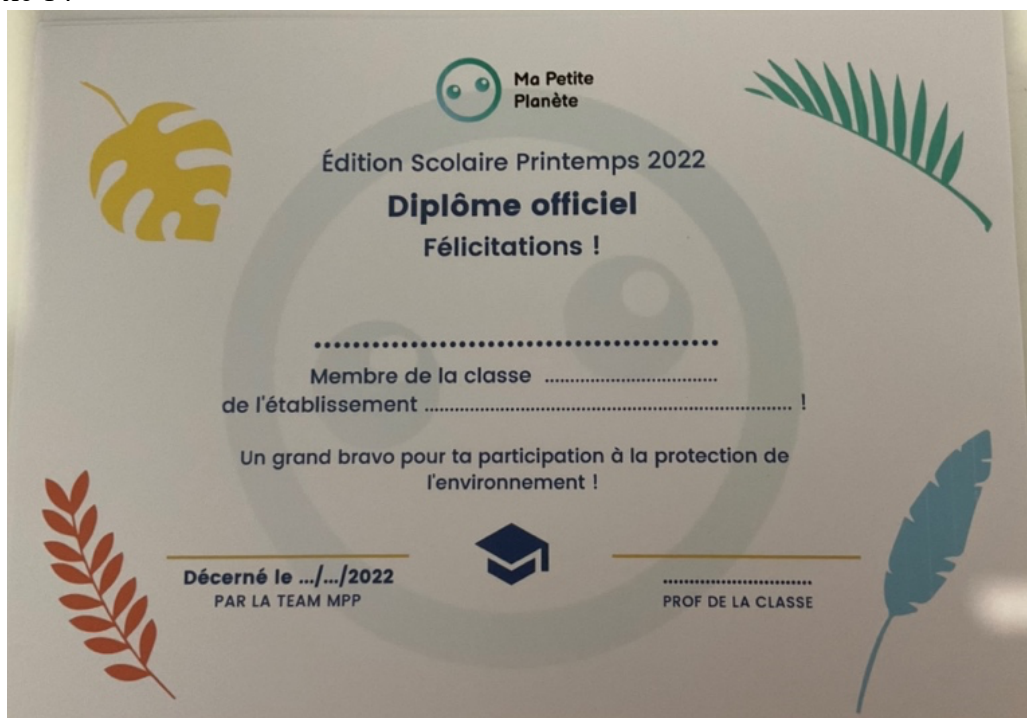 Ma Petite
Planète
Édition Scolaire Printemps 2022
Diplôme officiel
Félicitations !
..........................................
Membre de la classe ..................................
de l'établissement .......................................................................... !
Un grand bravo pour ta participation à la protection de
l'environnement !
Décerné le .../.../2022
PAR LA TEAM MPP
..............................
PROF DE LA CLASSE